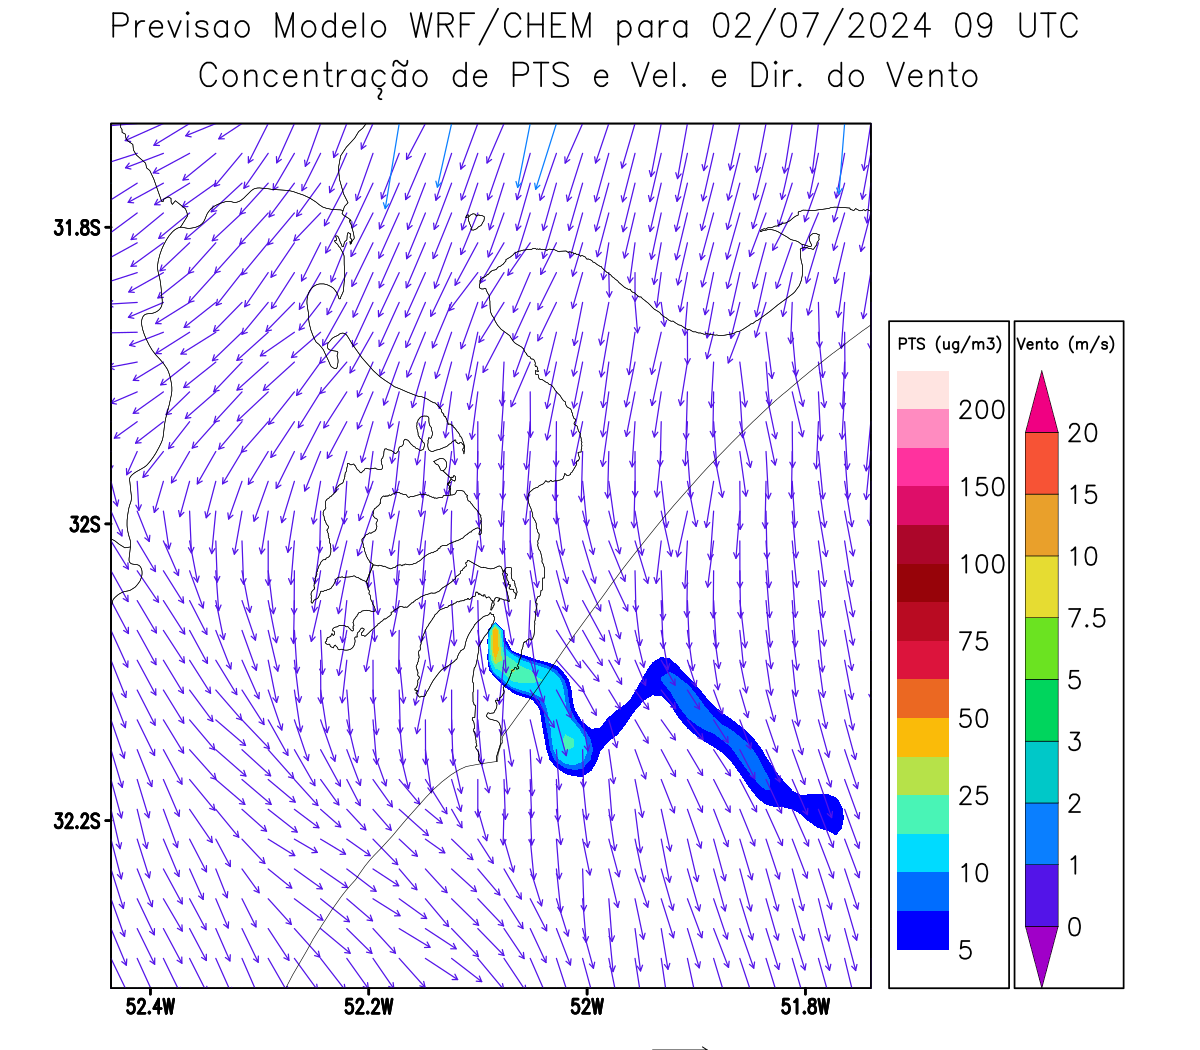 Previsao Modelo WRF/CHEM para 02/07/2024 09 UTC
Concentração de PTS e Vel. e Dir. do Vento
31.8S
32S
32.2S
52.4W
52.2W
52W
51.8W
PTS (ug/m3)
200
150
100
75
50
25
10
5
Vento (m/s)
20
15
10
7.5
5
3
2
1
0